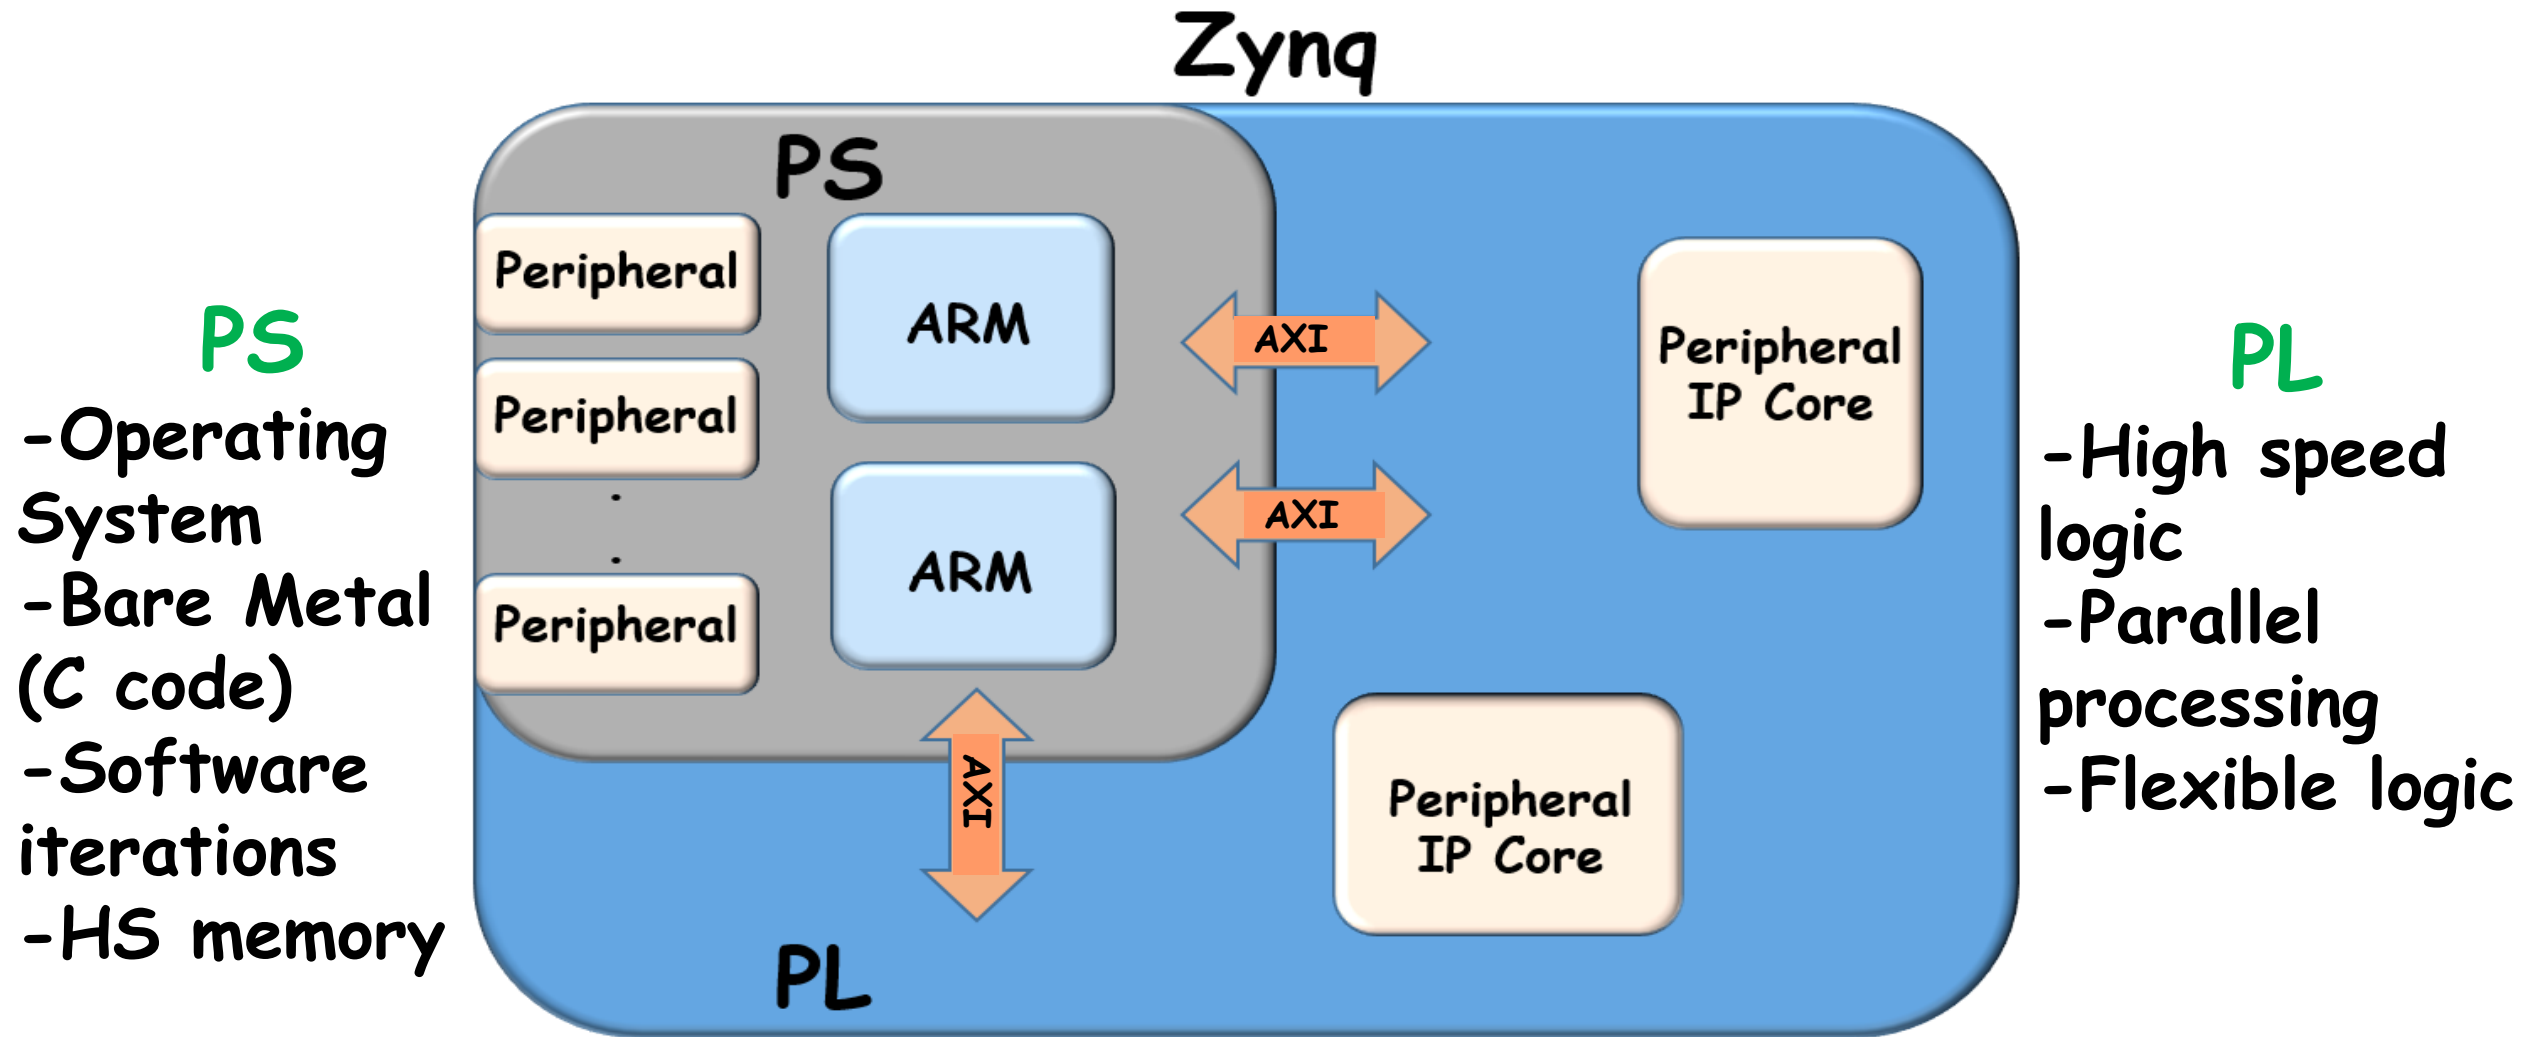 Zynq
PS
-Operating
System
-Bare Metal
(C code)
-Software
iterations
-HS memory
PS
Peripheral
Peripheral
.
.
Peripheral
ARM
ARM
AXI
AXI
AXI
PL
Peripheral
IP Core
Peripheral
IP Core
PL
-High speed
logic
-Parallel
processing
-Flexible logic